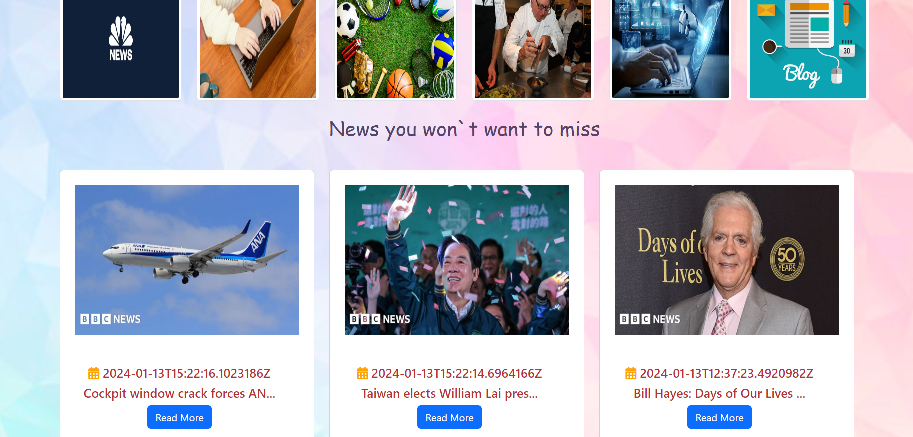 NEWS
30
Blog
News you won`t want to miss
ANA
BBC NEWS
BBC NEWS
Days of
Lives
50
YEARS
BBC NEWS
2024-01-13T15:22:16.1023186Z
Cockpit window crack forces AN...
Read More
2024-01-13T15:22:14.6964166Z
Taiwan elects William Lai pres...
Read More
2024-01-13T12:37:23.4920982Z
Bill Hayes: Days of Our Lives ...
Read More